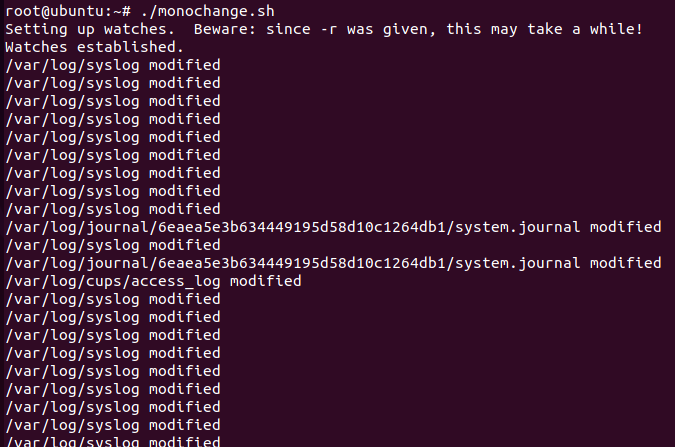 root@ubuntu:~# ./monochange.sh
Setting up watches.  Beware: since -r was given, this may take a while!
Watches established.
/var/log/syslog modified
/var/log/syslog modified
/var/log/syslog modified
/var/log/syslog modified
/var/log/syslog modified
/var/log/syslog modified
/var/log/syslog modified
/var/log/syslog modified
/var/log/syslog modified
/var/log/journal/6eaea5e3b634449195d58d10c1264db1/system.journal modified
/var/log/syslog modified
/var/log/journal/6eaea5e3b634449195d58d10c1264db1/system.journal modified
/var/log/cups/access_log modified
/var/log/syslog modified
/var/log/syslog modified
/var/log/syslog modified
/var/log/syslog modified
/var/log/syslog modified
/var/log/syslog modified
/var/log/syslog modified
/var/log/syslog modified
/var/log/syslog modified